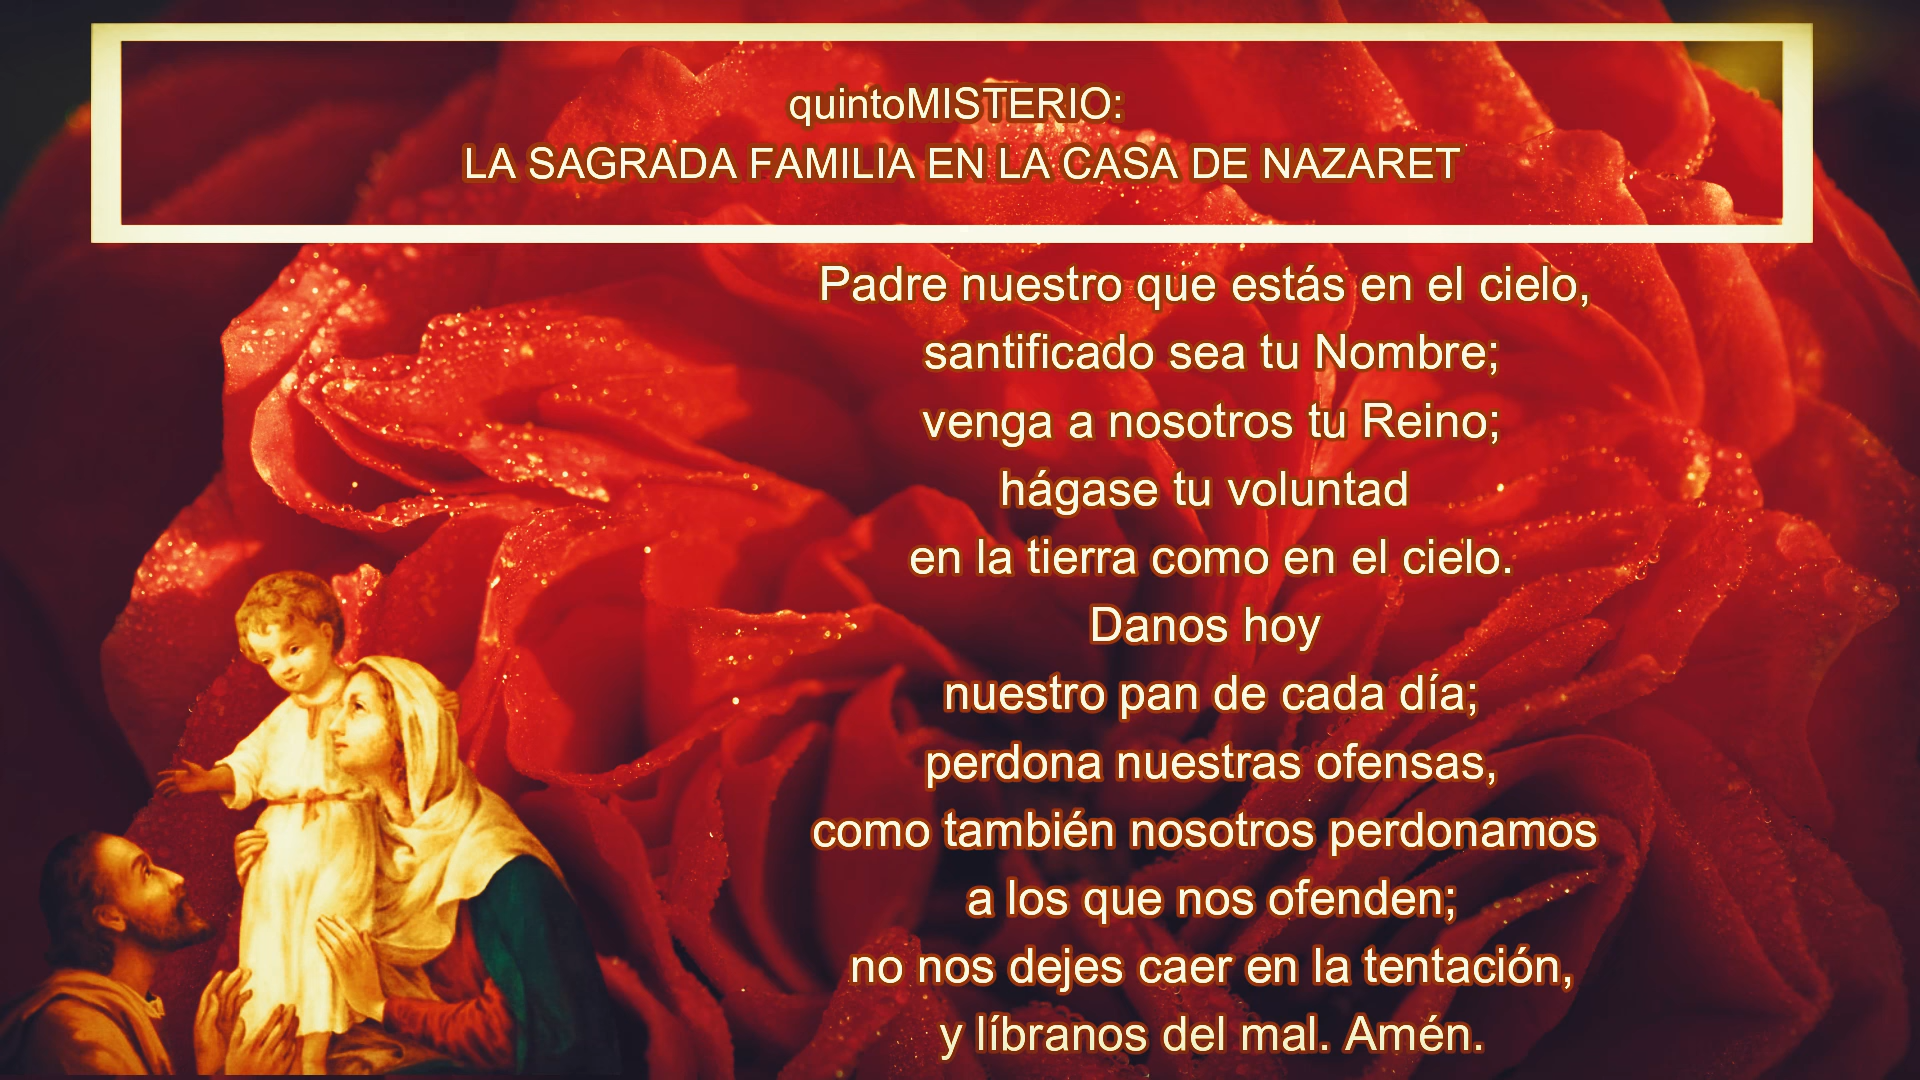 quintoMISTERIO:
LA SAGRADA FAMILIA EN LA CASA DE NAZARET
Padre nuestro que estás en el cielo,
santificado sea tu Nombre;
venga a nosotros tu Reino;
hágase tu voluntad
en la tierra como en el cielo.
Danos hoy
nuestro pan de cada día;
perdona nuestras ofensas,
como también nosotros perdonamos
a los que nos ofenden;
no nos dejes caer en la tentación,
y líbranos del mal. Amén.